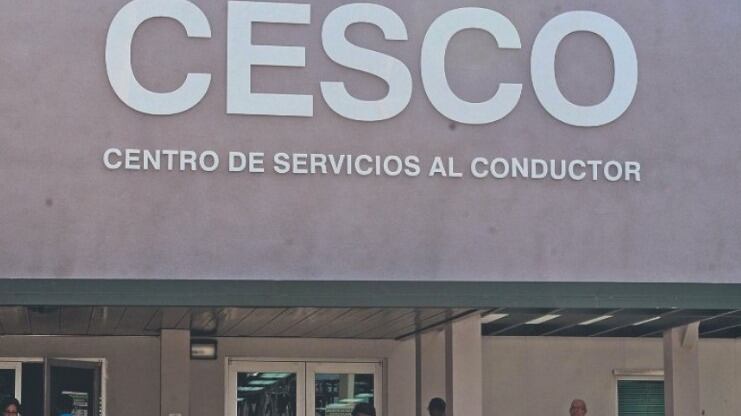 CESCO
CENTRO DE SERVICIOS AL CONDUCTOR